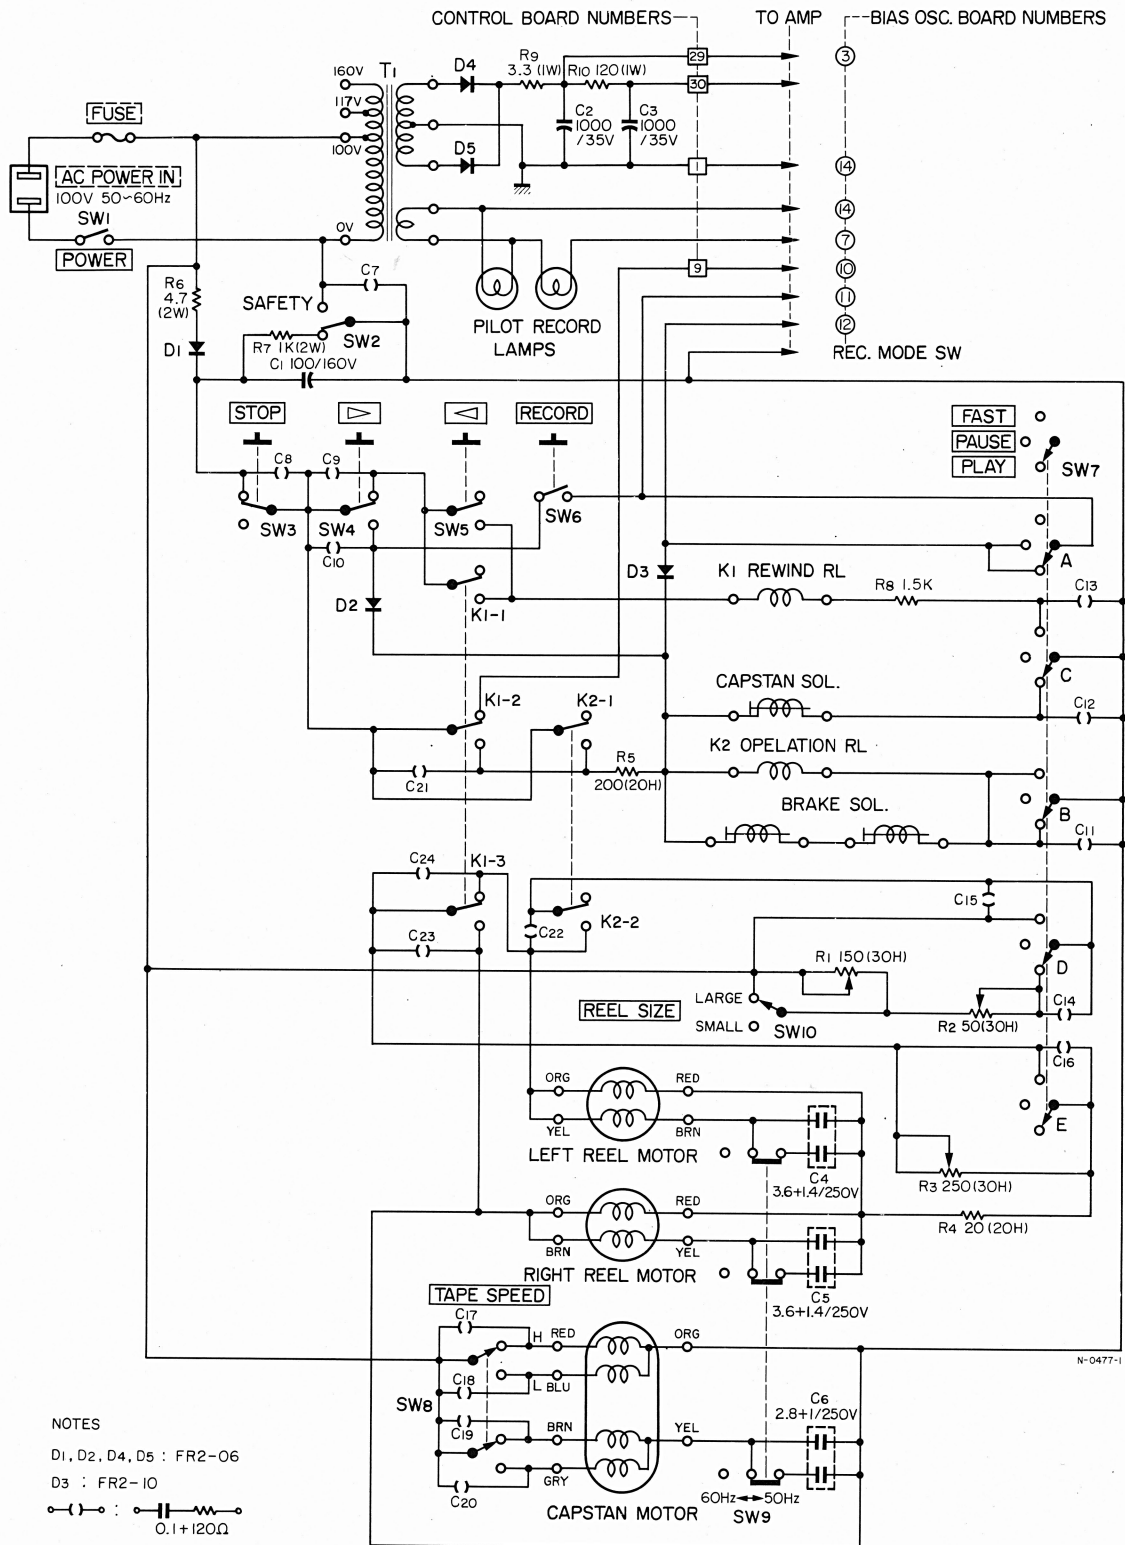 CONTROL BOARD NUMBERS
TO AMP
BIAS OSC. BOARD NUMBERS
R9
3.3 (1W)
R10 120 (1W)
29
3
160V
T1
D4
30
117V
C2
1000
/35V
C3
1000
/35V
FUSE
100V
D5
1
14
AC POWER IN
100V 50~60Hz
14
SW1
0V
7
POWER
C7
9
10
R6
4.7
(2W)
SAFETY
11
PILOT RECORD
LAMPS
12
SW2
D1
R7 1K(2W)
REC. MODE SW
C1 100/160V
STOP
▷
◁
RECORD
FAST
PAUSE
PLAY
SW7
C8
C9
SW3
SW4
SW5
SW6
C10
A
D3
K1 REWIND RL
R8 1.5K
C13
D2
K1-1
C
CAPSTAN SOL.
K1-2
K2-1
C12
K2 OPELATION RL
R5
200(20H)
C21
BRAKE SOL.
B
C11
C24
K1-3
C15
C22
K2-2
C23
R1 150(30H)
D
LARGE
REEL SIZE
C14
SMALL
SW10
R2 50(30H)
C16
ORG
RED
E
YEL
BRN
LEFT REEL MOTOR
C4
3.6+1.4/250V
R3 250(30H)
ORG
RED
R4 20 (20H)
BRN
YEL
RIGHT REEL MOTOR
C5
3.6+1.4/250V
TAPE SPEED
C17
H RED
ORG
N-0477-1
C18
L BLU
SW8
C6
2.8+1/250V
C19
BRN
YEL
GRY
C20
60Hz
50Hz
CAPSTAN MOTOR
SW9
NOTES
D1, D2, D4, D5 : FR2-06
D3 : FR2-10
:
0.1+120Ω